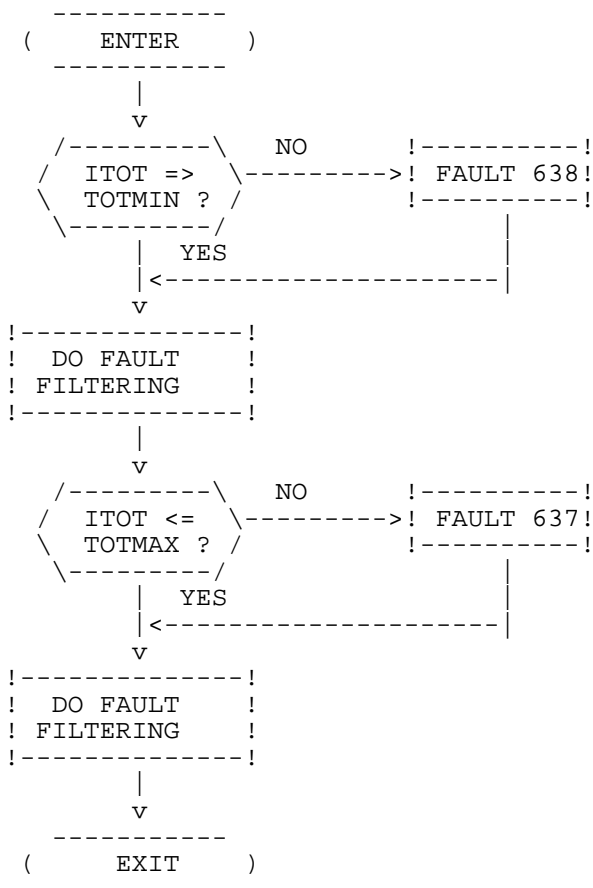 ENTER
NO
ITOT =>
FAULT 638
TOTMIN ?
YES
DO FAULT
FILTERING
NO
ITOT <=
FAULT 637
TOTMAX ?
YES
DO FAULT
FILTERING
EXIT